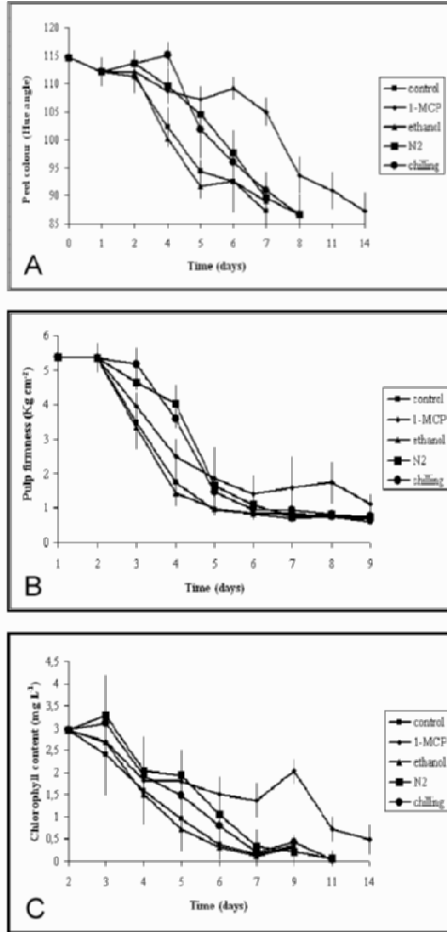 115
110
105
100
95
90
85
Peel colour (Hue angle)
0 1 2 4 5 6 7 8 11 14
Time (days)
control
1-MCP
ethanol
N2
chilling
A
6
5
4
3
2
1
0
Pulp firmness (Kg cm-2)
1 2 3 4 5 6 7 8 9
Time (days)
control
1-MCP
ethanol
N2
chilling
B
4,5
4
3,5
3
2,5
2
1,5
1
0,5
0
Chlorophyll content (mg L-1)
2 3 4 5 6 7 9 11 14
Time (days)
control
1-MCP
ethanol
N2
chilling
C